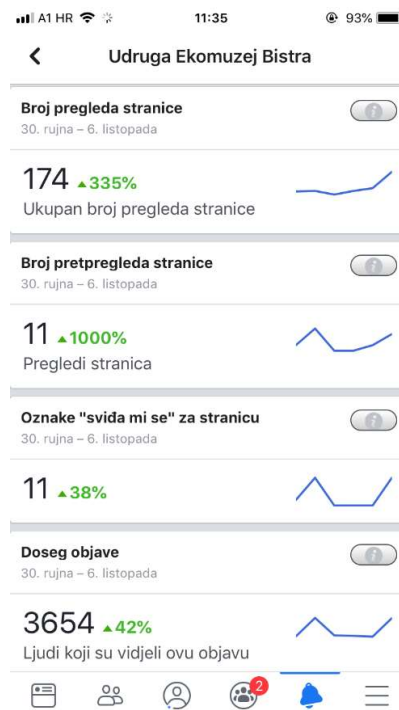 A1 HR 11:35 93%
Udruga Ekomuzej Bistra
Broj pregleda stranice
30. rujna – 6. listopada
174 ▲335%
Ukupan broj pregleda stranice
Broj pretpregleda stranice
30. rujna – 6. listopada
11 ▲1000%
Pregledi stranica
Oznake "sviđa mi se" za stranicu
30. rujna – 6. listopada
11 ▲38%
Doseg objave
30. rujna – 6. listopada
3654 ▲42%
Ljudi koji su vidjeli ovu objavu
2